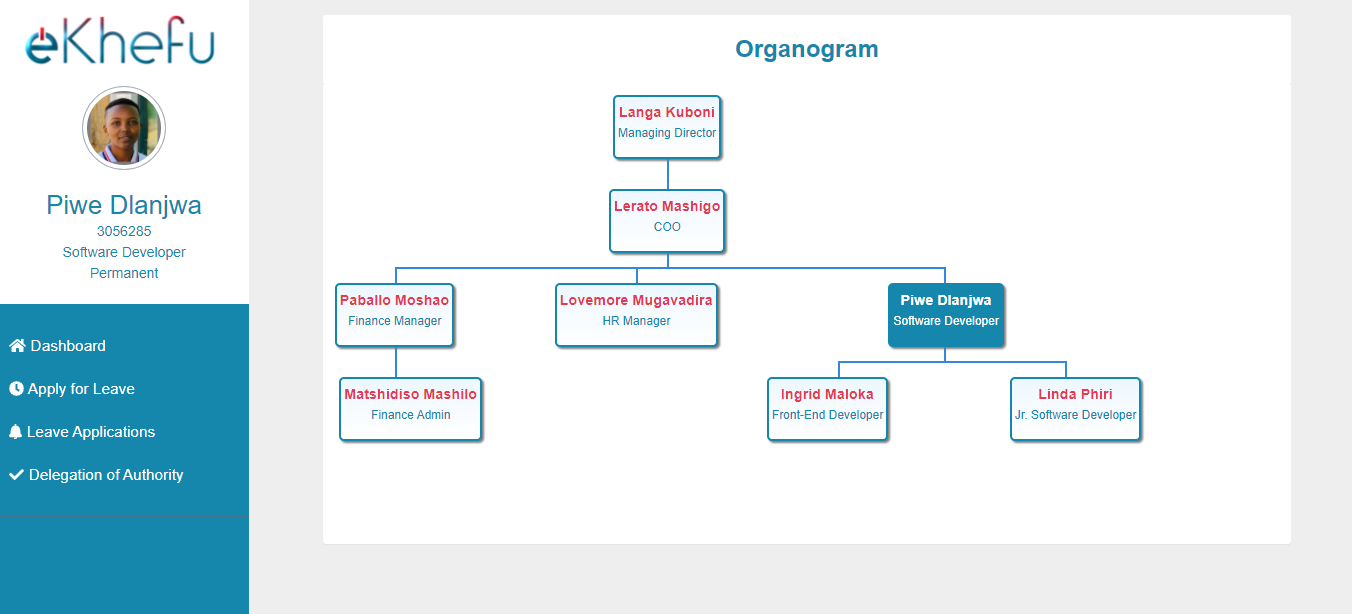 eKhefu
Piwe Dlanjwa
3056285
Software Developer
Permanent
Dashboard
Apply for Leave
Leave Applications
Delegation of Authority
Organogram
Langa Kuboni
Managing Director
Lerato Mashigo
COO
Paballo Moshao
Finance Manager
Lovemore Mugavadira
HR Manager
Piwe Dlanjwa
Software Developer
Matshidiso Mashilo
Finance Admin
Ingrid Maloka
Front-End Developer
Linda Phiri
Jr. Software Developer